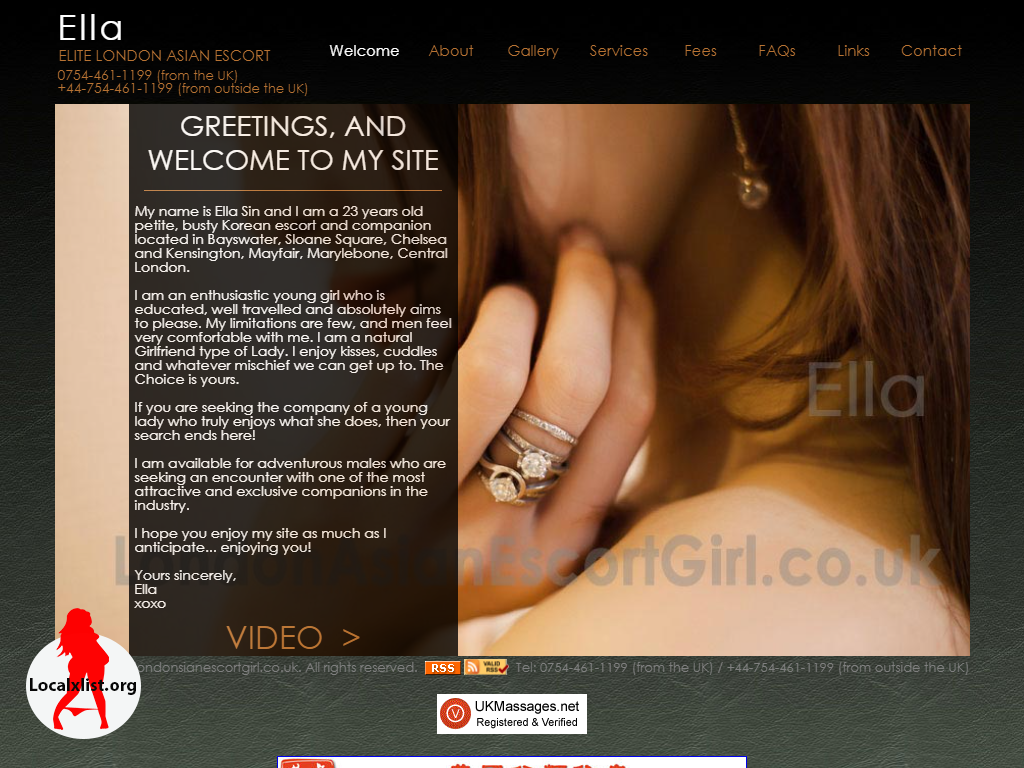 Ella
ELITE LONDON ASIAN ESCORT
0754-461-1199 (from the UK)
+44-754-461-1199 (from outside the UK)
Welcome About Gallery Services Fees FAQs Links Contact
GREETINGS, AND
WELCOME TO MY SITE
My name is Ella Sin and I am a 23 years old
petite, busty Korean escort and companion
located in Bayswater, Sloane Square, Chelsea
and Kensington, Mayfair, Marylebone, Central
London.
I am an enthusiastic young girl who is
educated, well travelled and absolutely aims
to please. My limitations are few, and men feel
very comfortable with me. I am a natural
Girlfriend type of Lady. I enjoy kisses, cuddles
and whatever mischief we can get up to. The
Choice is yours.
If you are seeking the company of a young
lady who truly enjoys what she does, then your
search ends here!
I am available for adventurous males who are
seeking an encounter with one of the most
attractive and exclusive companions in the
industry.
I hope you enjoy my site as much as I
anticipate... enjoying you!
Yours sincerely,
Ella
xoxo
VIDEO >
Ella
LondonAsianEscortGirl.co.uk
ondonsianescortgirl.co.uk. All rights reserved. RSS VALID RSS Tel: 0754-461-1199 (from the UK) / +44-754-461-1199 (from outside the UK)
Localxlist.org
UKMassages.net
Registered & Verified